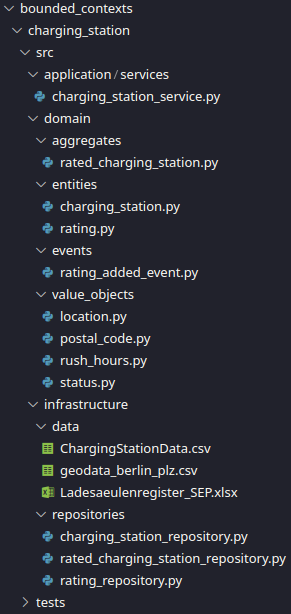 bounded_contexts
charging_station
src
application / services
charging_station_service.py
domain
aggregates
rated_charging_station.py
entities
charging_station.py
rating.py
events
rating_added_event.py
value_objects
location.py
postal_code.py
rush_hours.py
status.py
infrastructure
data
ChargingStationData.csv
geodata_berlin_plz.csv
Ladesaeulenregister_SEP.xlsx
repositories
charging_station_repository.py
rated_charging_station_repository.py
rating_repository.py
tests